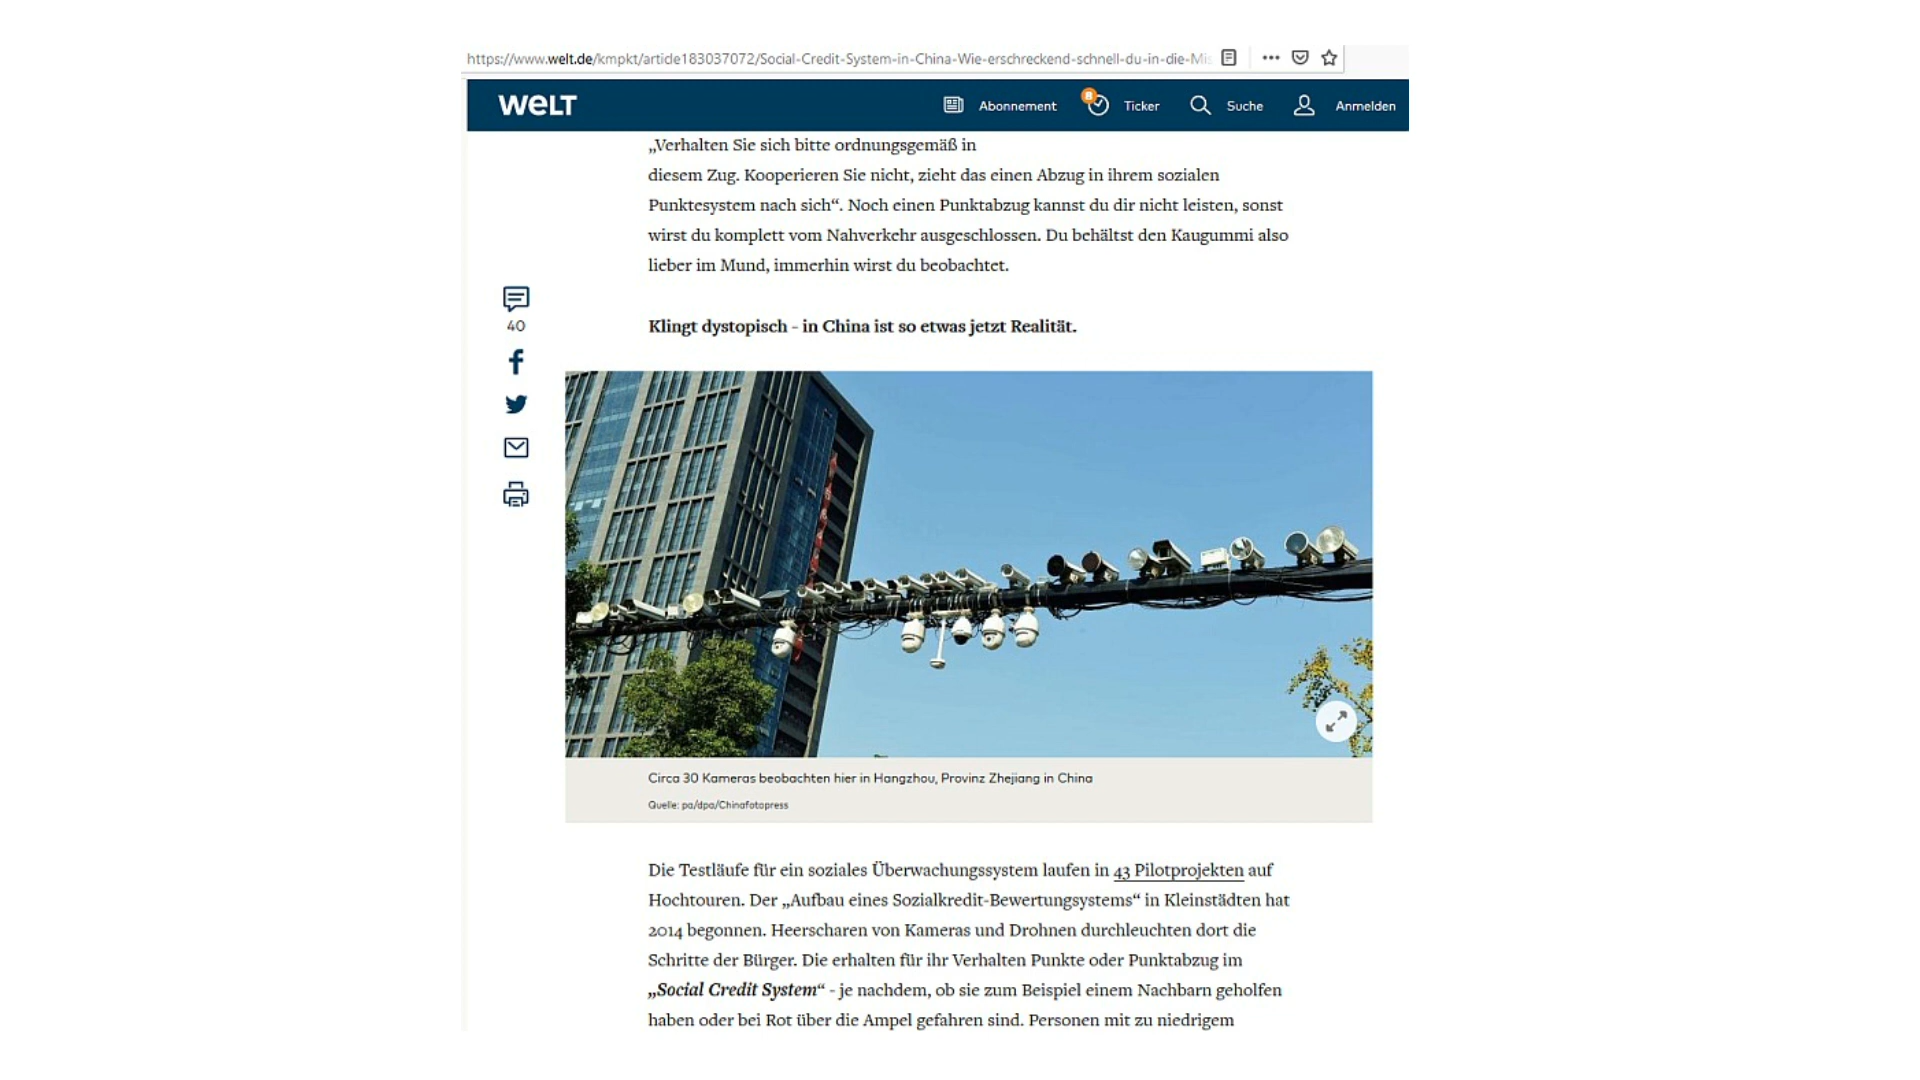 https://www.welt.de/kmpkt/article183037072/Social-Credit-System-in-China-Wie-erschreckend-schnell-du-in-die-Mis
WELT
Abonnement
8
Ticker
Suche
Anmelden
„Verhalten Sie sich bitte ordnungsgemäß in
diesem Zug. Kooperieren Sie nicht, zieht das einen Abzug in ihrem sozialen
Punktesystem nach sich“. Noch einen Punktabzug kannst du dir nicht leisten, sonst
wirst du komplett vom Nahverkehr ausgeschlossen. Du behältst den Kaugummi also
lieber im Mund, immerhin wirst du beobachtet.
40
Klingt dystopisch - in China ist so etwas jetzt Realität.
Circa 30 Kameras beobachten hier in Hangzhou, Provinz Zhejiang in China
Quelle: pa/dpa/Chinafotopress
Die Testläufe für ein soziales Überwachungssystem laufen in 43 Pilotprojekten auf
Hochtouren. Der „Aufbau eines Sozialkredit-Bewertungsystems“ in Kleinstädten hat
2014 begonnen. Heerscharen von Kameras und Drohnen durchleuchten dort die
Schritte der Bürger. Die erhalten für ihr Verhalten Punkte oder Punktabzug im
„Social Credit System“ - je nachdem, ob sie zum Beispiel einem Nachbarn geholfen
haben oder bei Rot über die Ampel gefahren sind. Personen mit zu niedrigem